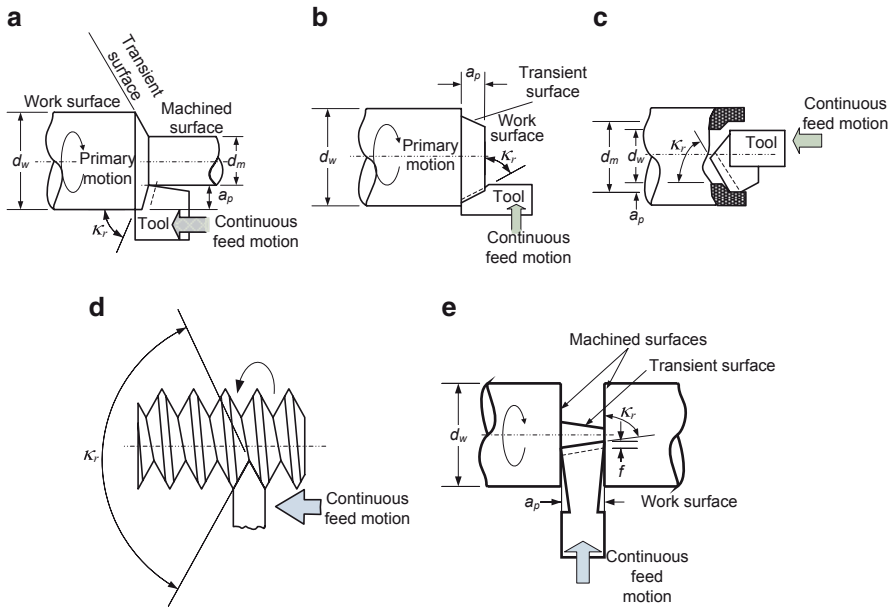 a
Transient
surface
Work surface
Machined surface
d_w
Primary
motion
d_m
a_p
κ_r
Tool
Continuous
feed motion
b
a_p
Transient
surface
Work
surface
d_w
Primary
motion
κ_r
Tool
Continuous
feed motion
c
Continuous
feed motion
d_m
d_w
κ_r
Tool
a_p
d
κ_r
Continuous
feed motion
e
Machined surfaces
Transient surface
d_w
κ_r
f
a_p
Work surface
Continuous
feed
motion